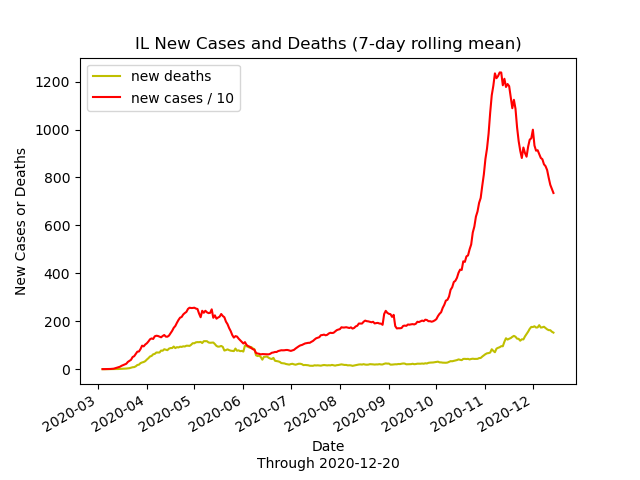 IL New Cases and Deaths (7-day rolling mean)
new deaths
new cases / 10
1200
1000
800
600
400
200
0
New Cases or Deaths
2020-03
2020-04
2020-05
2020-06
2020-07
2020-08
2020-09
2020-10
2020-11
2020-12
Date
Through 2020-12-20